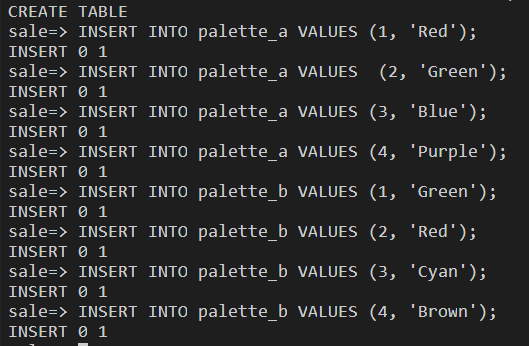 CREATE TABLE
sale=> INSERT INTO palette_a VALUES (1, 'Red');
INSERT 0 1
sale=> INSERT INTO palette_a VALUES  (2, 'Green');
INSERT 0 1
sale=> INSERT INTO palette_a VALUES (3, 'Blue');
INSERT 0 1
sale=> INSERT INTO palette_a VALUES (4, 'Purple');
INSERT 0 1
sale=> INSERT INTO palette_b VALUES (1, 'Green');
INSERT 0 1
sale=> INSERT INTO palette_b VALUES (2, 'Red');
INSERT 0 1
sale=> INSERT INTO palette_b VALUES (3, 'Cyan');
INSERT 0 1
sale=> INSERT INTO palette_b VALUES (4, 'Brown');
INSERT 0 1